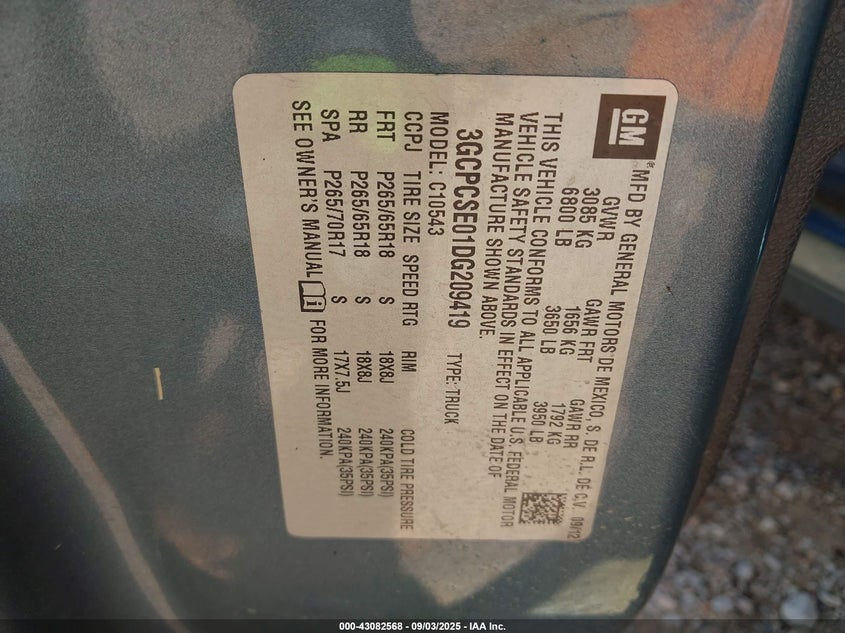 GM
®
MFD BY GENERAL MOTORS DE MEXICO, S. DE R.L. DE C.V. 09/12
GVWR GAWR FRT GAWR RR
3085 KG 1656 KG 1792 KG
6800 LB 3650 LB 3950 LB
THIS VEHICLE CONFORMS TO ALL APPLICABLE U.S. FEDERAL MOTOR
VEHICLE SAFETY STANDARDS IN EFFECT ON THE DATE OF
MANUFACTURE SHOWN ABOVE.
3GCPCSE01DG209419 TYPE: TRUCK
MODEL: C10543
CCPJ TIRE SIZE SPEED RTG RIM COLD TIRE PRESSURE
FRT P265/65R18 S 18X8J 240KPA(35PSI)
RR P265/65R18 S 18X8J 240KPA(35PSI)
SPA P265/70R17 S 17X7.5J 240KPA(35PSI)
SEE OWNER'S MANUAL i FOR MORE INFORMATION.
000-43082568 - 09/03/2025 - IAA Inc.